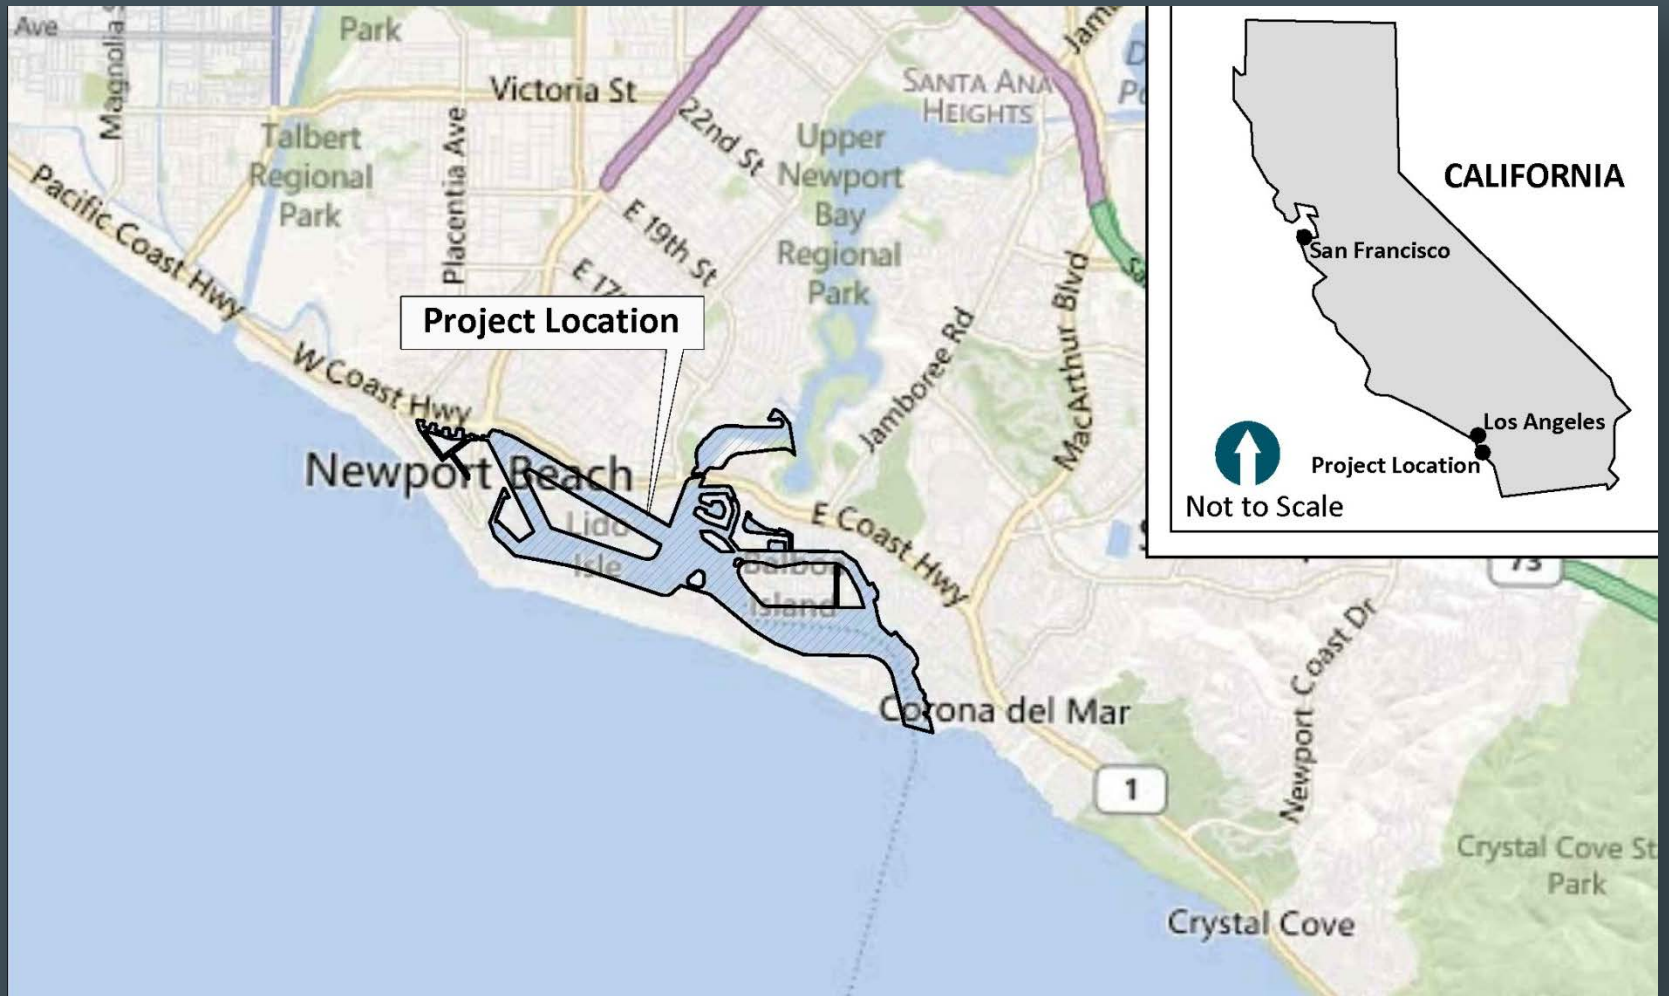 Ave
Magnolia
Park
Victoria St
SANTA ANA
HEIGHTS
22nd St
Talbert
Regional
Park
Placentia Ave
Upper
Newport
Bay
Regional
Park
Pacific Coast Hwy
E 19th St
E 17
Jamboree Rd
MacArthur Blvd
Project Location
W Coast Hwy
Newport Beach
Lido
Isle
E Coast Hwy
Balboa
Island
Corona del Mar
73
Newport Coast Dr
1
Crystal Cove St
Park
Crystal Cove
CALIFORNIA
San Francisco
Los Angeles
Project Location
Not to Scale